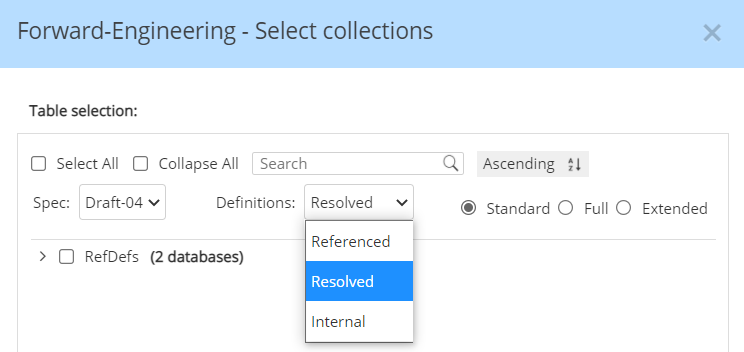 Forward-Engineering - Select collections
Table selection:
Select All Collapse All Search Ascending
Spec: Draft-04 Definitions: Resolved Standard Full Extended
Referenced
RefDefs (2 databases)
Resolved
Internal